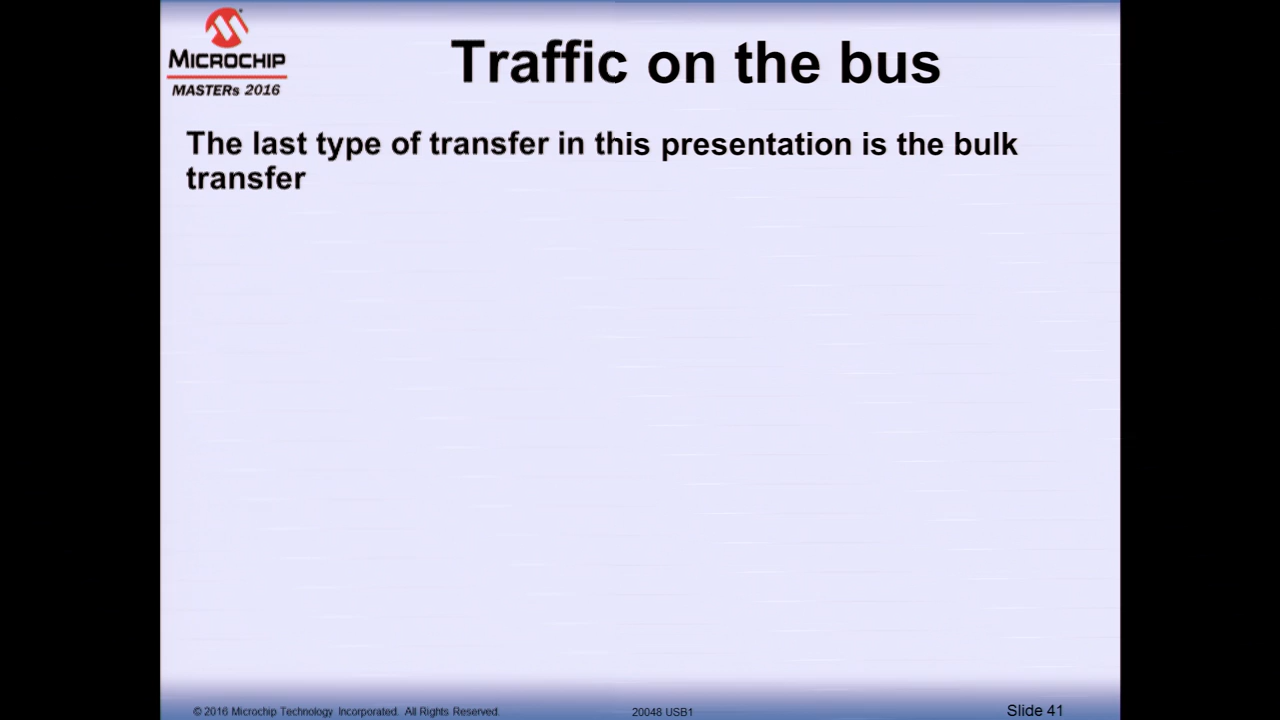 MICROCHIP
MASTERs 2016
Traffic on the bus
The last type of transfer in this presentation is the bulk
transfer
© 2016 Microchip Technology Incorporated. All Rights Reserved.
20048 USB1
Slide 41